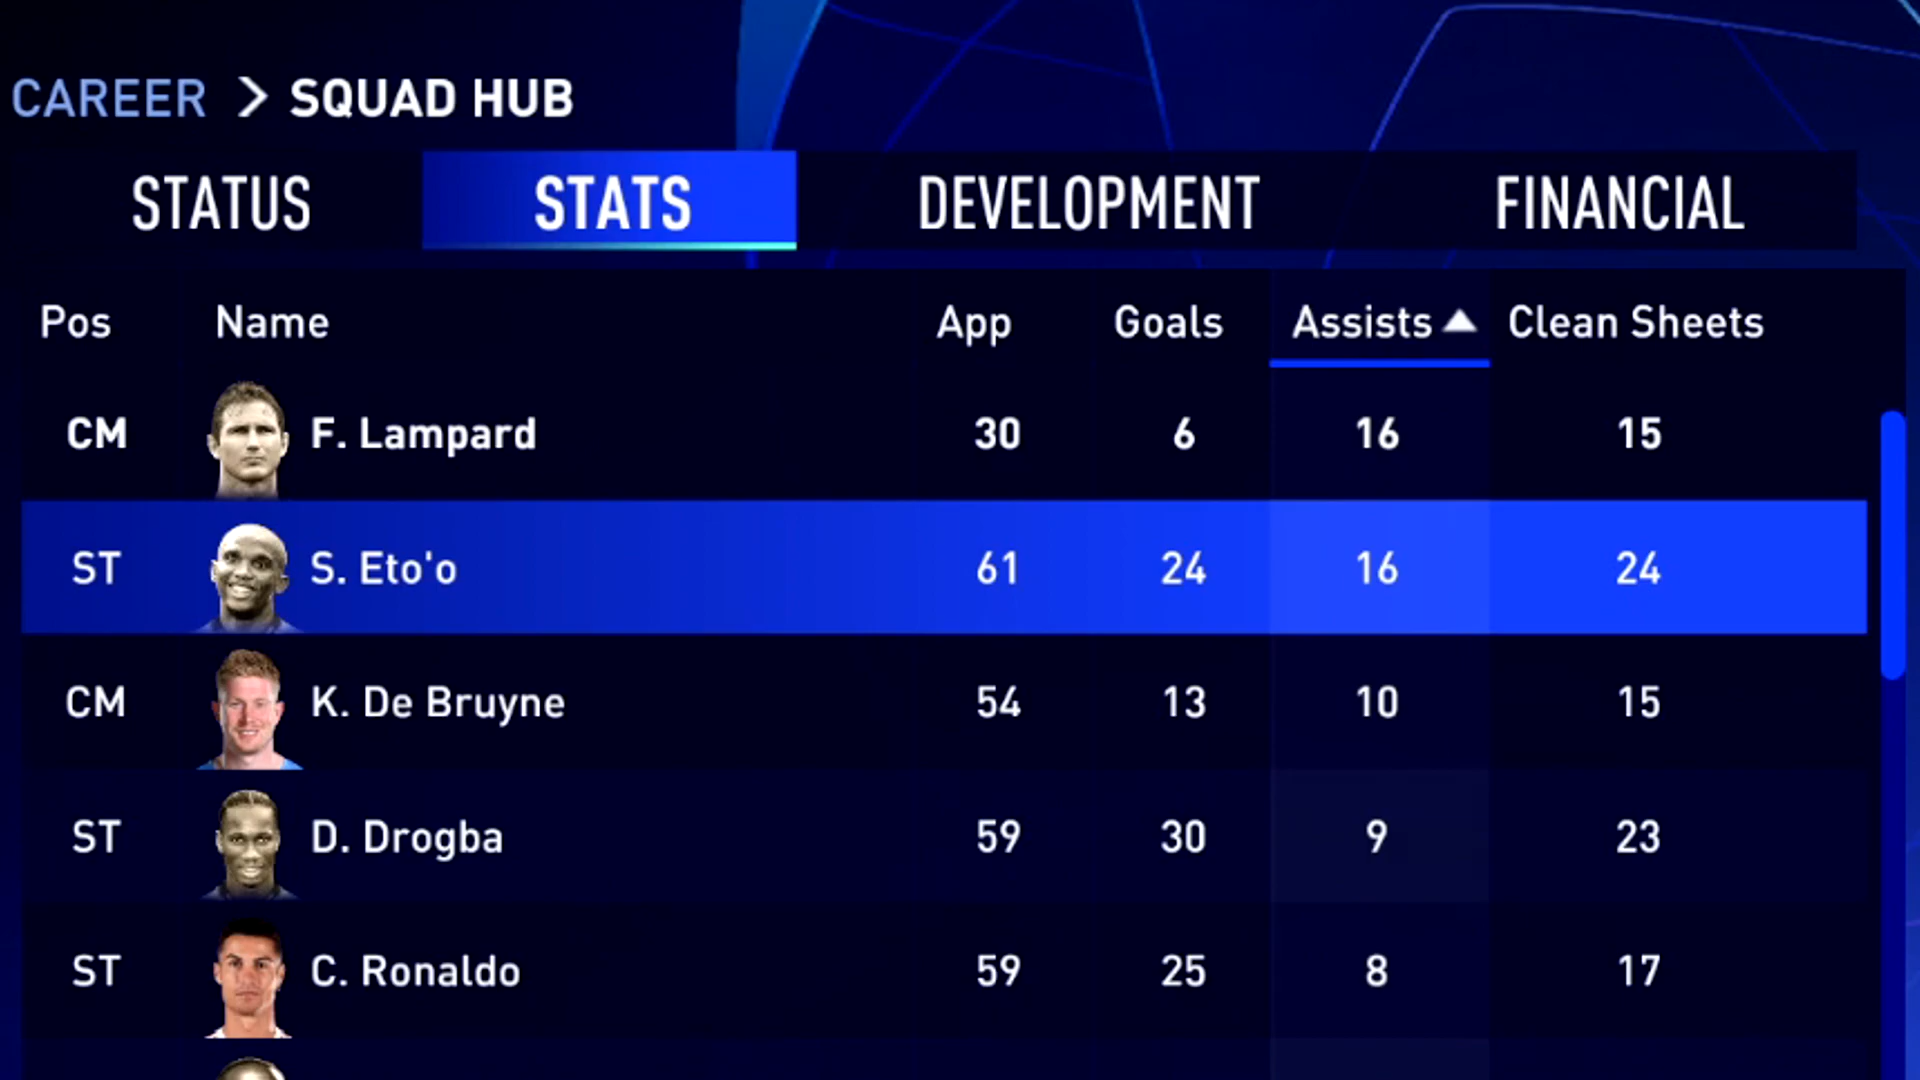 CAREER > SQUAD HUB
STATUS STATS DEVELOPMENT FINANCIAL
Pos Name App Goals Assists Clean Sheets
CM F. Lampard 30 6 16 15
ST S. Eto'o 61 24 16 24
CM K. De Bruyne 54 13 10 15
ST D. Drogba 59 30 9 23
ST C. Ronaldo 59 25 8 17